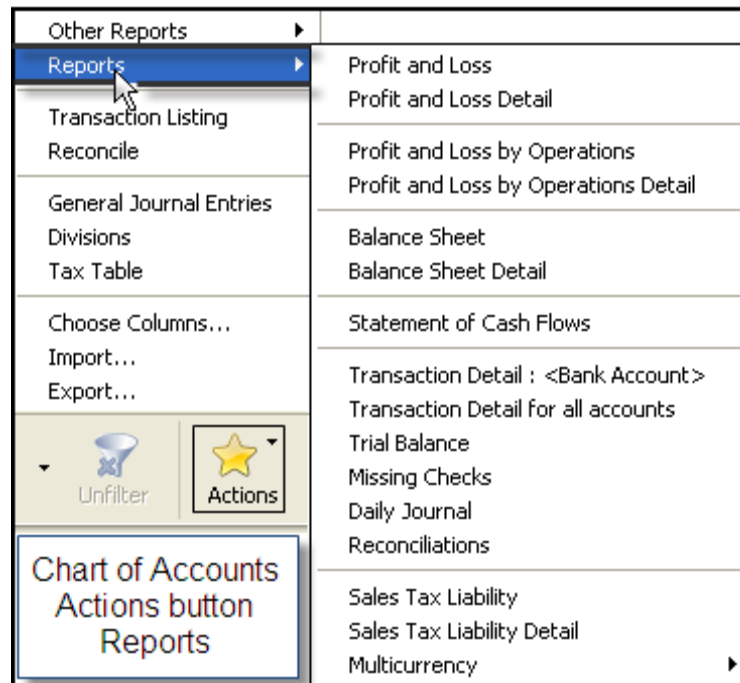 Other Reports
Reports
Transaction Listing
Reconcile
General Journal Entries
Divisions
Tax Table
Choose Columns...
Import...
Export...
Unfilter
Actions
Chart of Accounts
Actions button
Reports
Profit and Loss
Profit and Loss Detail
Profit and Loss by Operations
Profit and Loss by Operations Detail
Balance Sheet
Balance Sheet Detail
Statement of Cash Flows
Transaction Detail : <Bank Account>
Transaction Detail for all accounts
Trial Balance
Missing Checks
Daily Journal
Reconciliations
Sales Tax Liability
Sales Tax Liability Detail
Multicurrency